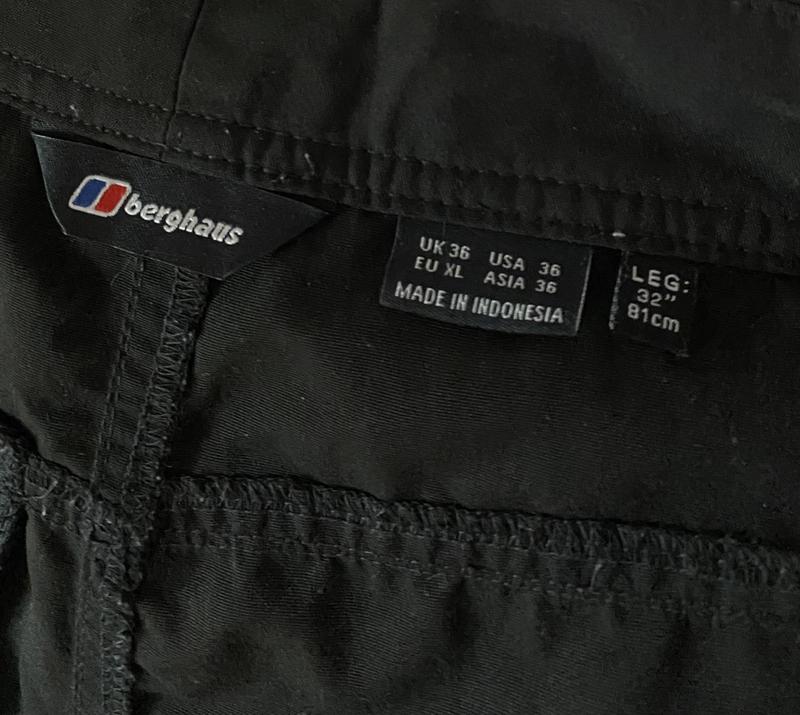 berghaus
UK 36 USA 36
EU XL ASIA 36
MADE IN INDONESIA
LEG:
32"
81cm